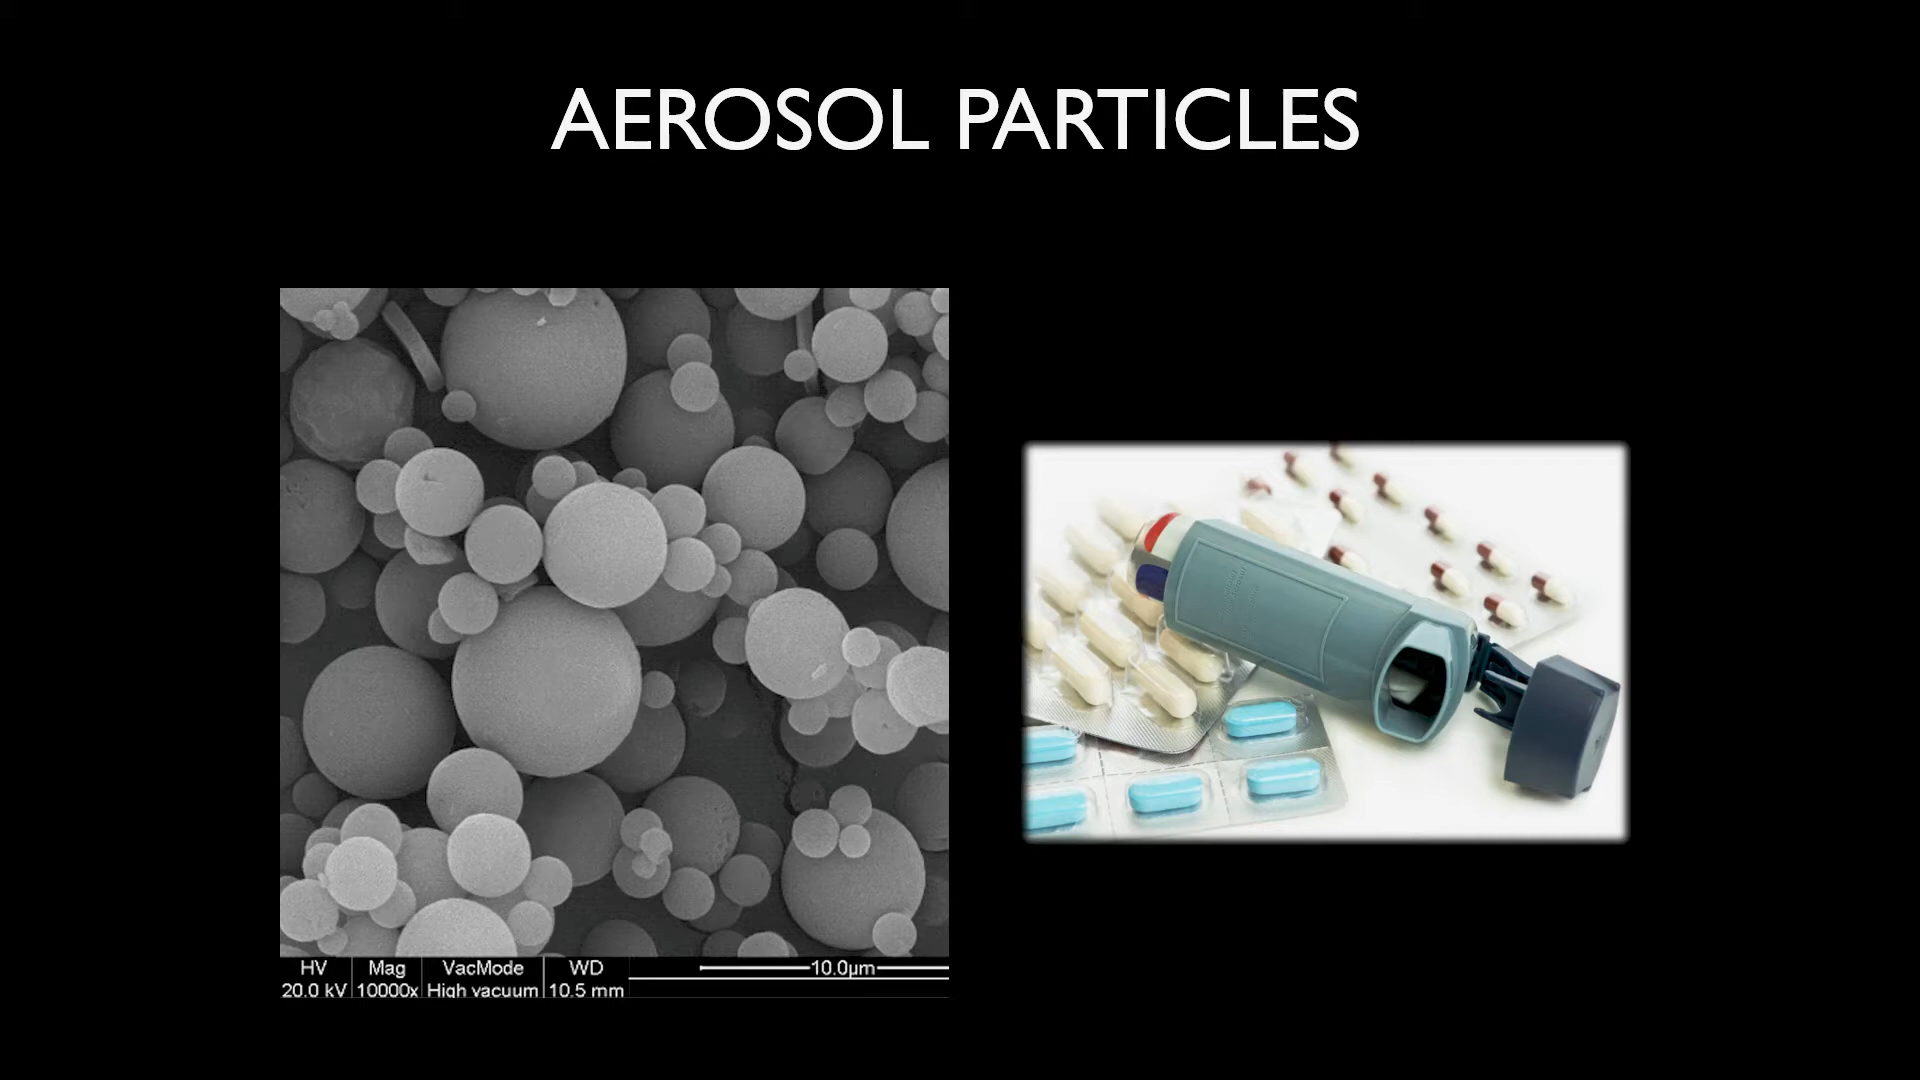 AEROSOL PARTICLES
HV Mag VacMode WD 10.0µm
20.0 kV 10000x High vacuum 10.5 mm